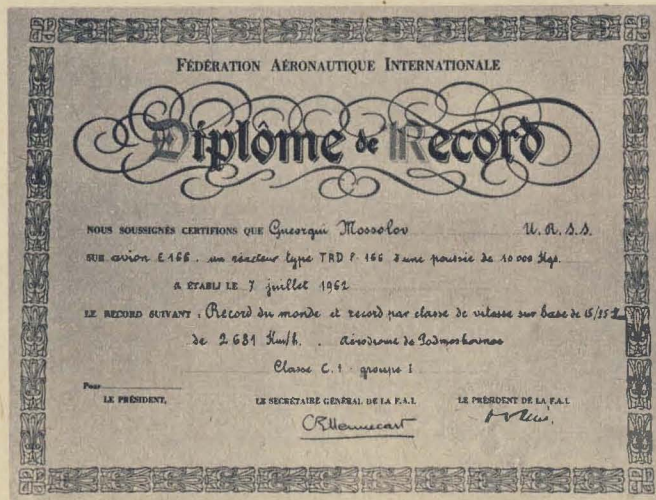 FÉDÉRATION AÉRONAUTIQUE INTERNATIONALE
Diplôme de Record
NOUS SOUSSIGNÉS CERTIFIONS QUE Gueorgui Mossolov U.R.S.S.
SUR avion E166. un réacteur type TRD P.166 d'une poussée de 10 000 Kgs.
A ÉTABLI LE 7 juillet 1962
LE RECORD SUIVANT : Record du monde et record par classe de vitesse sur base de 15/25
de 2 681 Km/h. Aérodrome de Podmoskovnoe
Classe C.1 groupe I
Pour
LE PRÉSIDENT, LE SECRÉTAIRE GÉNÉRAL DE LA F.A.I. LE PRÉSIDENT DE LA F.A.I.